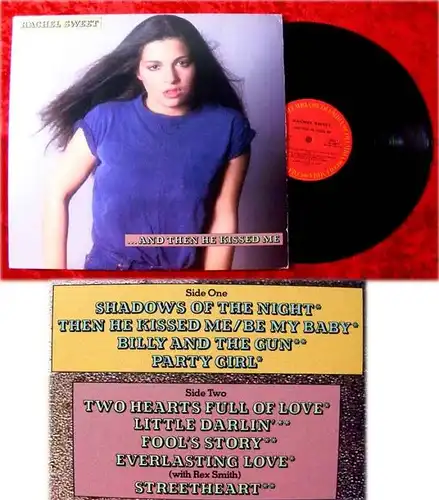 RACHEL SWEET
...AND THEN HE KISSED ME
Side One
SHADOWS OF THE NIGHT*
THEN HE KISSED ME/BE MY BABY*
BILLY AND THE GUN**
PARTY GIRL*
Side Two
TWO HEARTS FULL OF LOVE*
LITTLE DARLIN'**
FOOL'S STORY**
EVERLASTING LOVE*
(with Rex Smith)
STREETHEART**